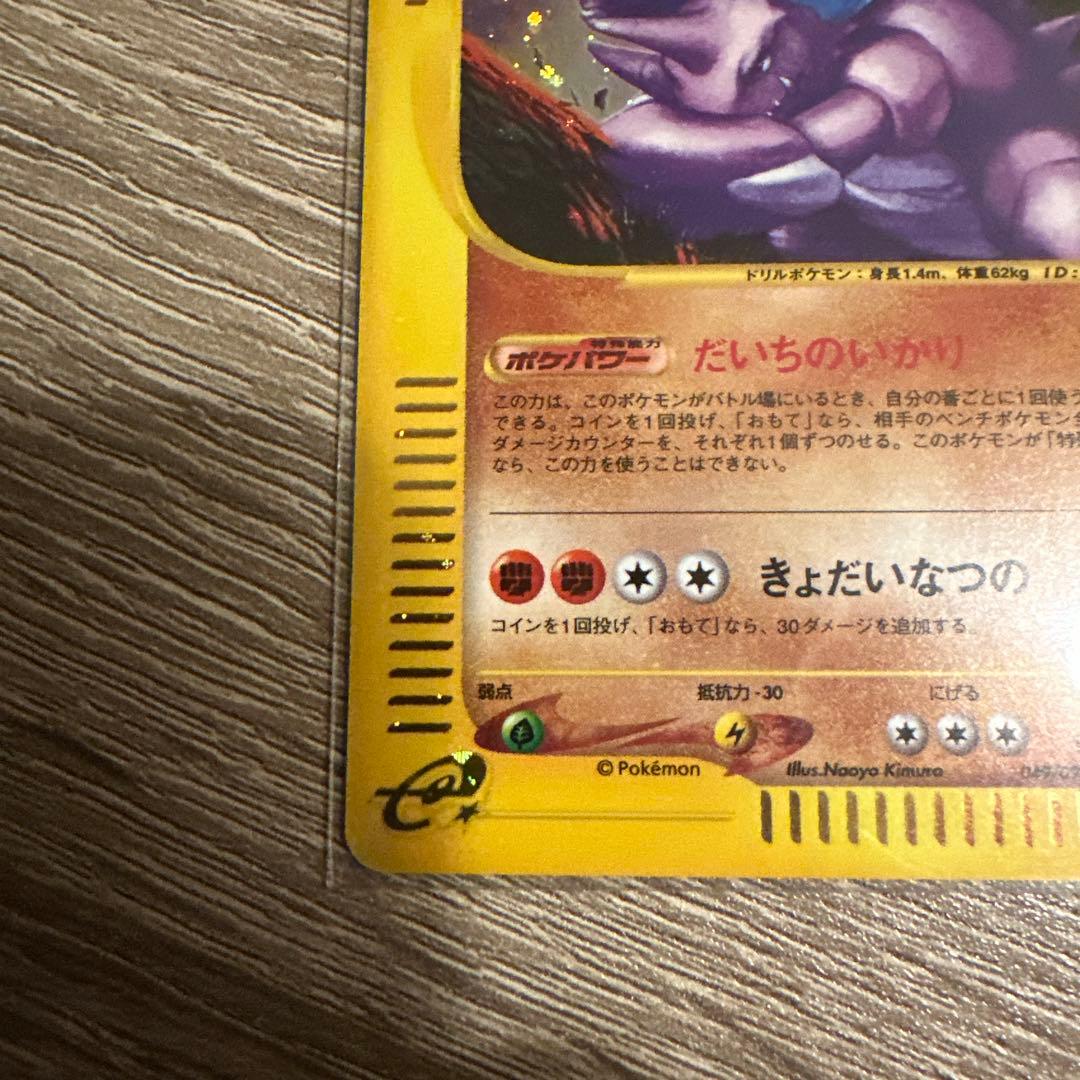 ドリルポケモン：身長1.4m、体重62kg ID:
特殊能力
ポケパワー だいちのいかり
この力は、このポケモンがバトル場にいるとき、自分の番ごとに1回使う
できる。コインを1回投げ、「おもて」なら、相手のベンチポケモン全
ダメージカウンターを、それぞれ1個ずつのせる。このポケモンが「特殊
なら、この力を使うことはできない。
きょだいなつの
コインを1回投げ、「おもて」なら、30ダメージを追加する。
弱点 抵抗力-30 にげる
©Pokémon Illus.Naoyo Kimura
e